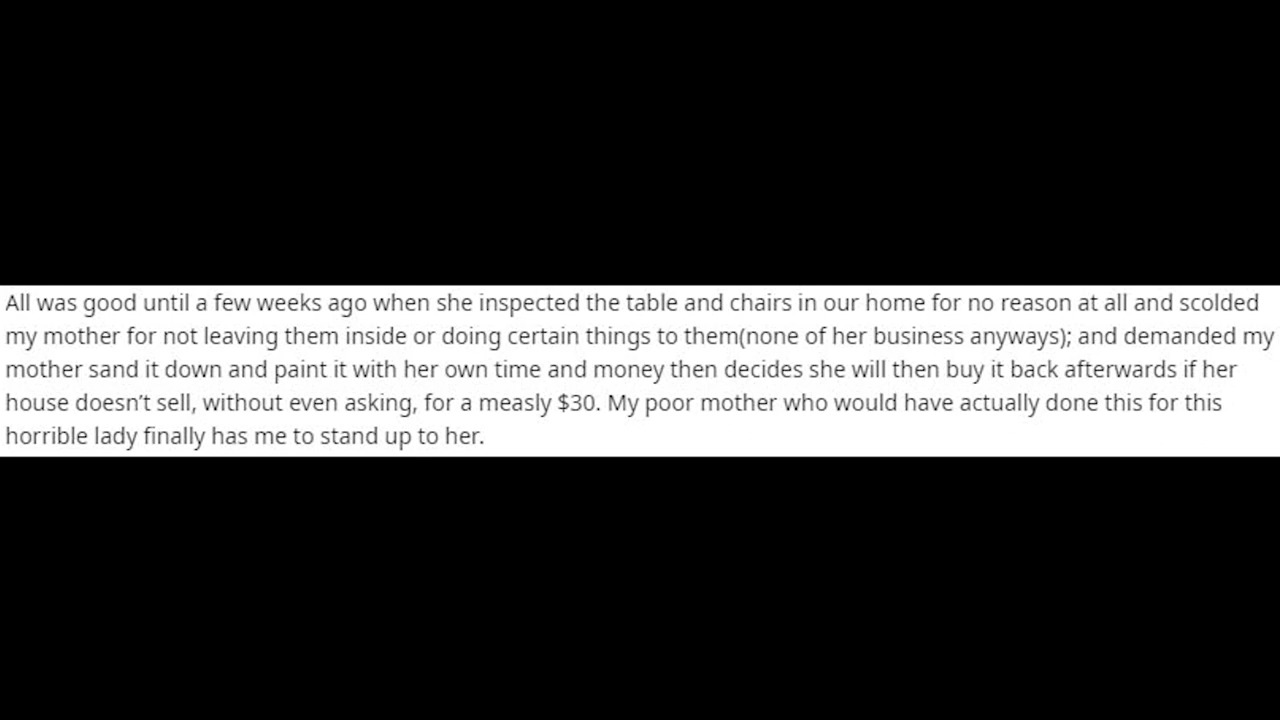 All was good until a few weeks ago when she inspected the table and chairs in our home for no reason at all and scolded
my mother for not leaving them inside or doing certain things to them(none of her business anyways); and demanded my
mother sand it down and paint it with her own time and money then decides she will then buy it back afterwards if her
house doesn’t sell, without even asking, for a measly $30. My poor mother who would have actually done this for this
horrible lady finally has me to stand up to her.